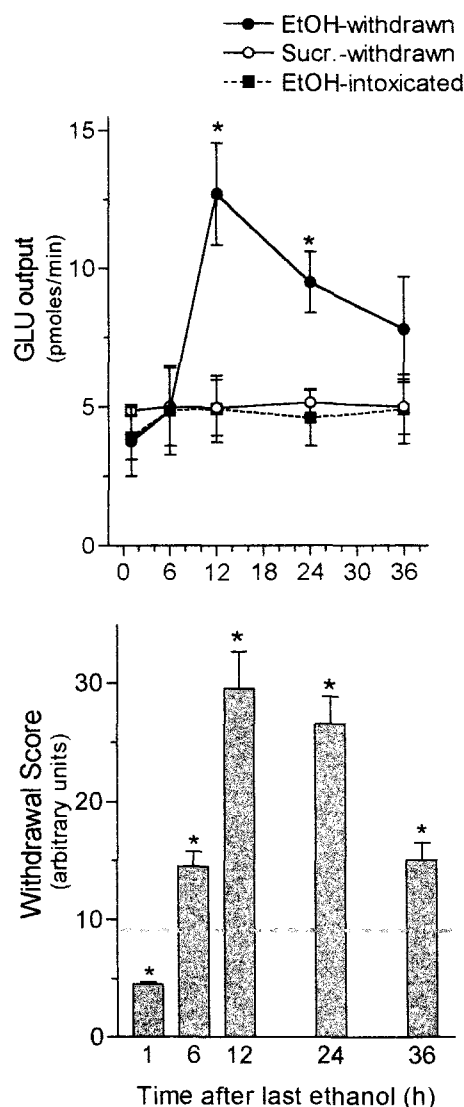 EtOH-withdrawn
Sucr.-withdrawn
EtOH-intoxicated
GLU output
(pmoles/min)
15
10
5
0
*
*
0 6 12 18 24 30 36
Withdrawal Score
(arbitrary units)
30
20
10
0
*
*
*
*
*
1 6 12 24 36
Time after last ethanol (h)